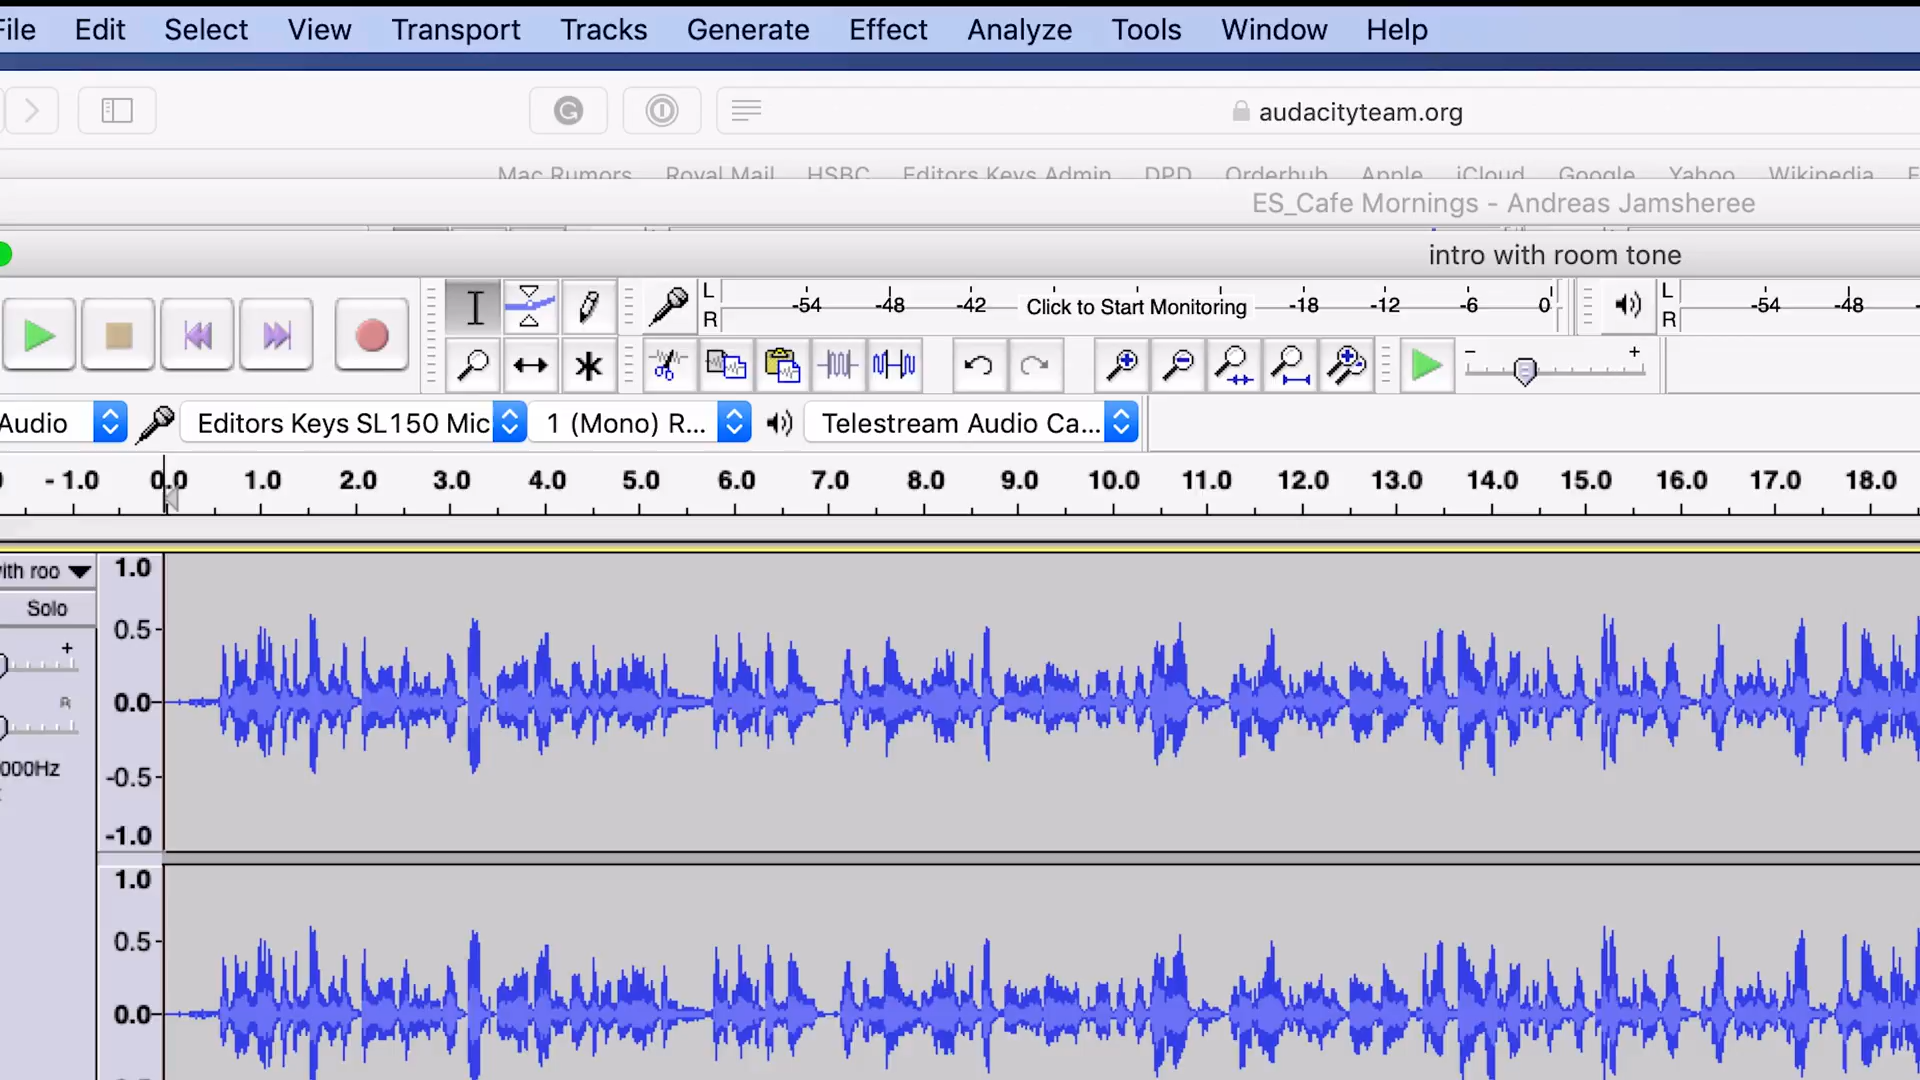 File Edit Select View Transport Tracks Generate Effect Analyze Tools Window Help
audacityteam.org
Mac Rumors Royal Mail HSBC Editors Keys Admin DPD Orderhub Apple iCloud Google Yahoo Wikipedia F
ES_Cafe Mornings - Andreas Jamsheree
intro with room tone
L -54 -48 -42 Click to Start Monitoring -18 -12 -6 0 L -54 -48
R R
- +
Audio Editors Keys SL150 Mic 1 (Mono) R... Telestream Audio Ca...
0 - 1.0 0.0 1.0 2.0 3.0 4.0 5.0 6.0 7.0 8.0 9.0 10.0 11.0 12.0 13.0 14.0 15.0 16.0 17.0 18.0
ith roo 1.0
Solo
0.5
+
R
0.0
000Hz
-0.5
-1.0
1.0
0.5
0.0